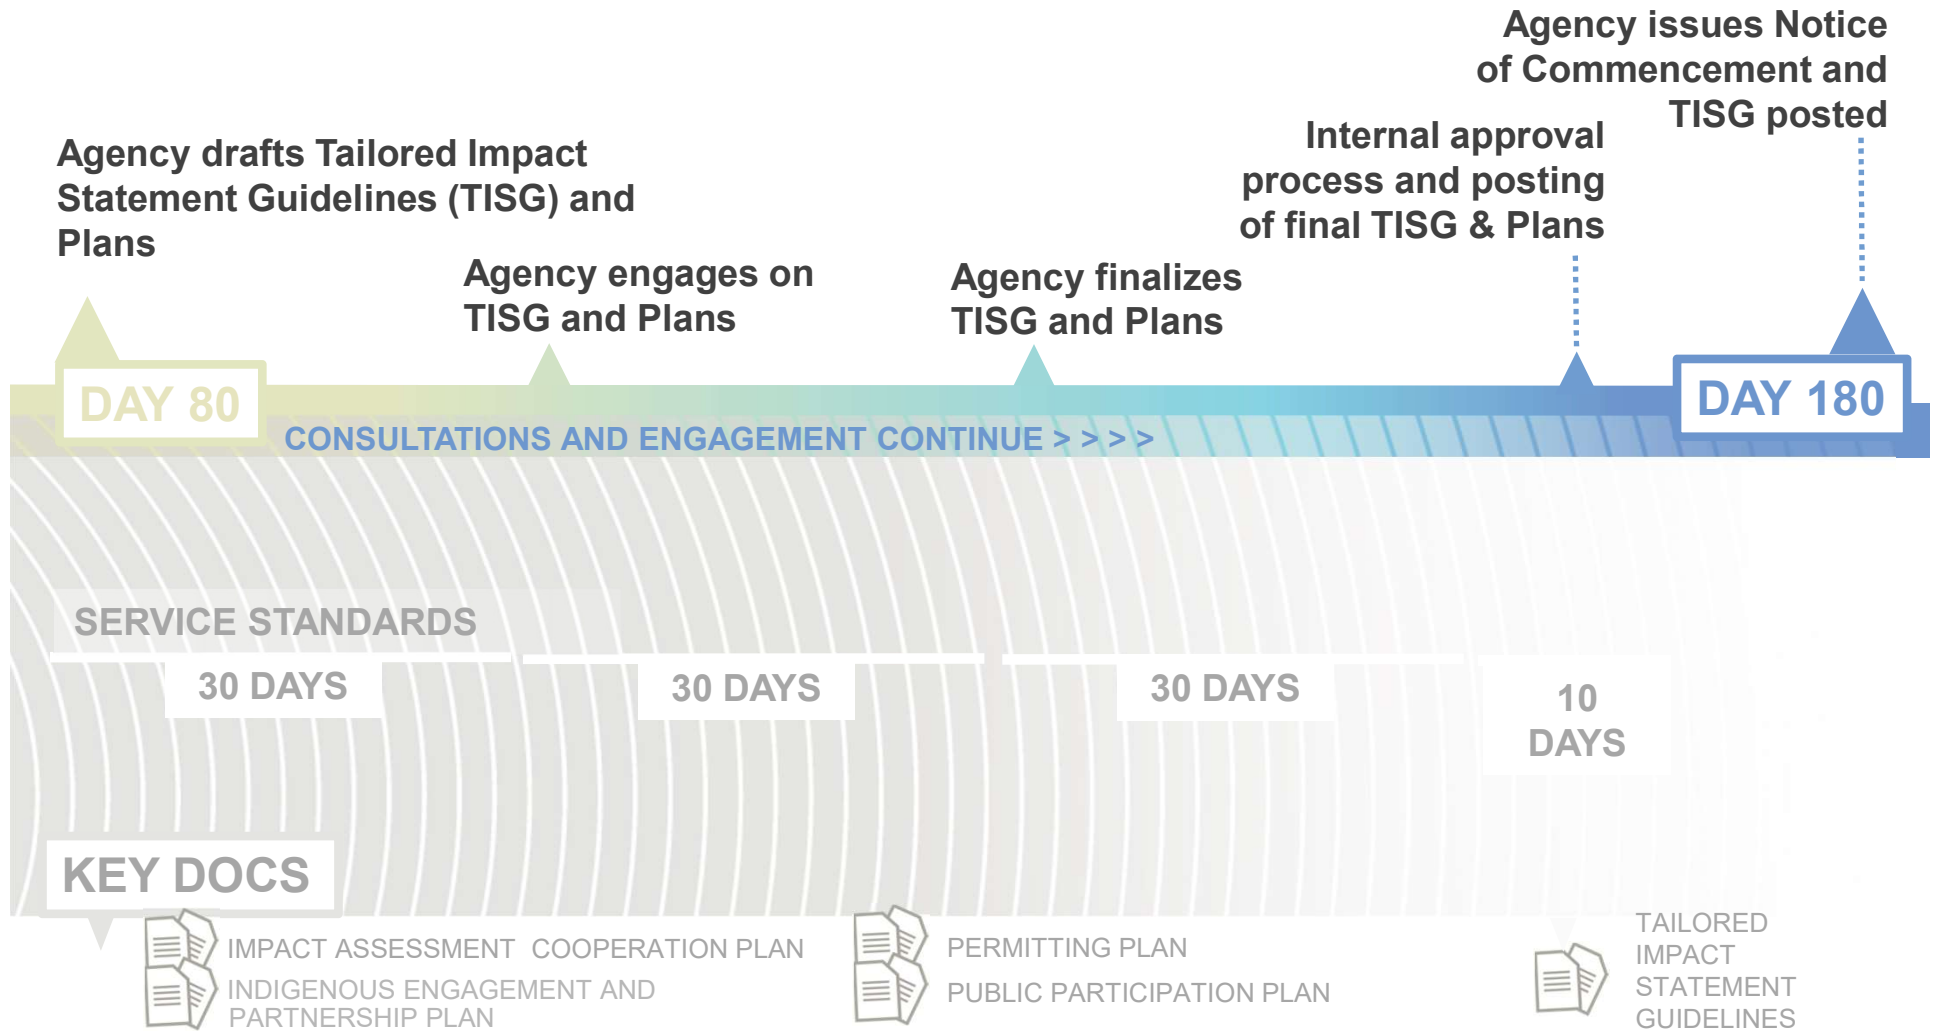 Agency issues Notice
of Commencement and
TISG posted
Internal approval
process and posting
of final TISG & Plans
Agency drafts Tailored Impact
Statement Guidelines (TISG) and
Plans
Agency engages on
TISG and Plans
Agency finalizes
TISG and Plans
DAY 80
DAY 180
CONSULTATIONS AND ENGAGEMENT CONTINUE > > > >
SERVICE STANDARDS
30 DAYS
30 DAYS
30 DAYS
10
DAYS
KEY DOCS
IMPACT ASSESSMENT COOPERATION PLAN
INDIGENOUS ENGAGEMENT AND
PARTNERSHIP PLAN
PERMITTING PLAN
PUBLIC PARTICIPATION PLAN
TAILORED
IMPACT
STATEMENT
GUIDELINES